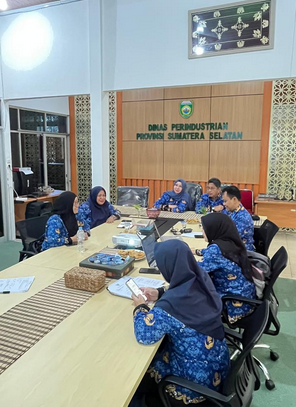 DINAS PERINDUSTRIAN
PROVINSI SUMATERA SELATAN